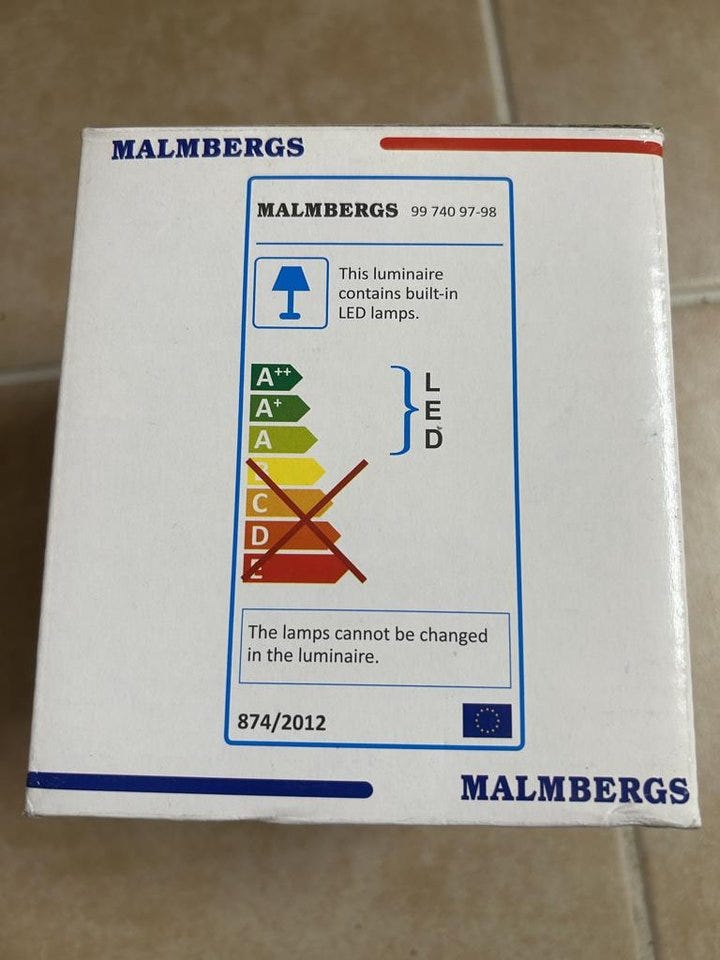 MALMBERGS
MALMBERGS 99 740 97-98
This luminaire
contains built-in
LED lamps.
A++
A+
A
B
C
D
E
L
E
D
The lamps cannot be changed
in the luminaire.
874/2012
MALMBERGS